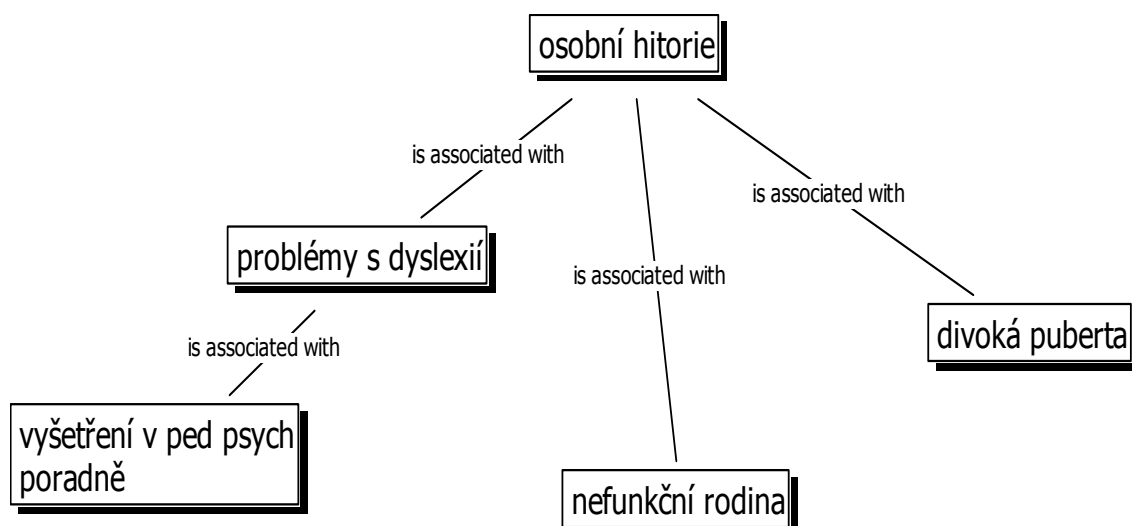 osobní hitorie
is associated with
is associated with
problémy s dyslexií
is associated with
divoká puberta
is associated with
vyšetření v ped psych
poradně
nefunkční rodina